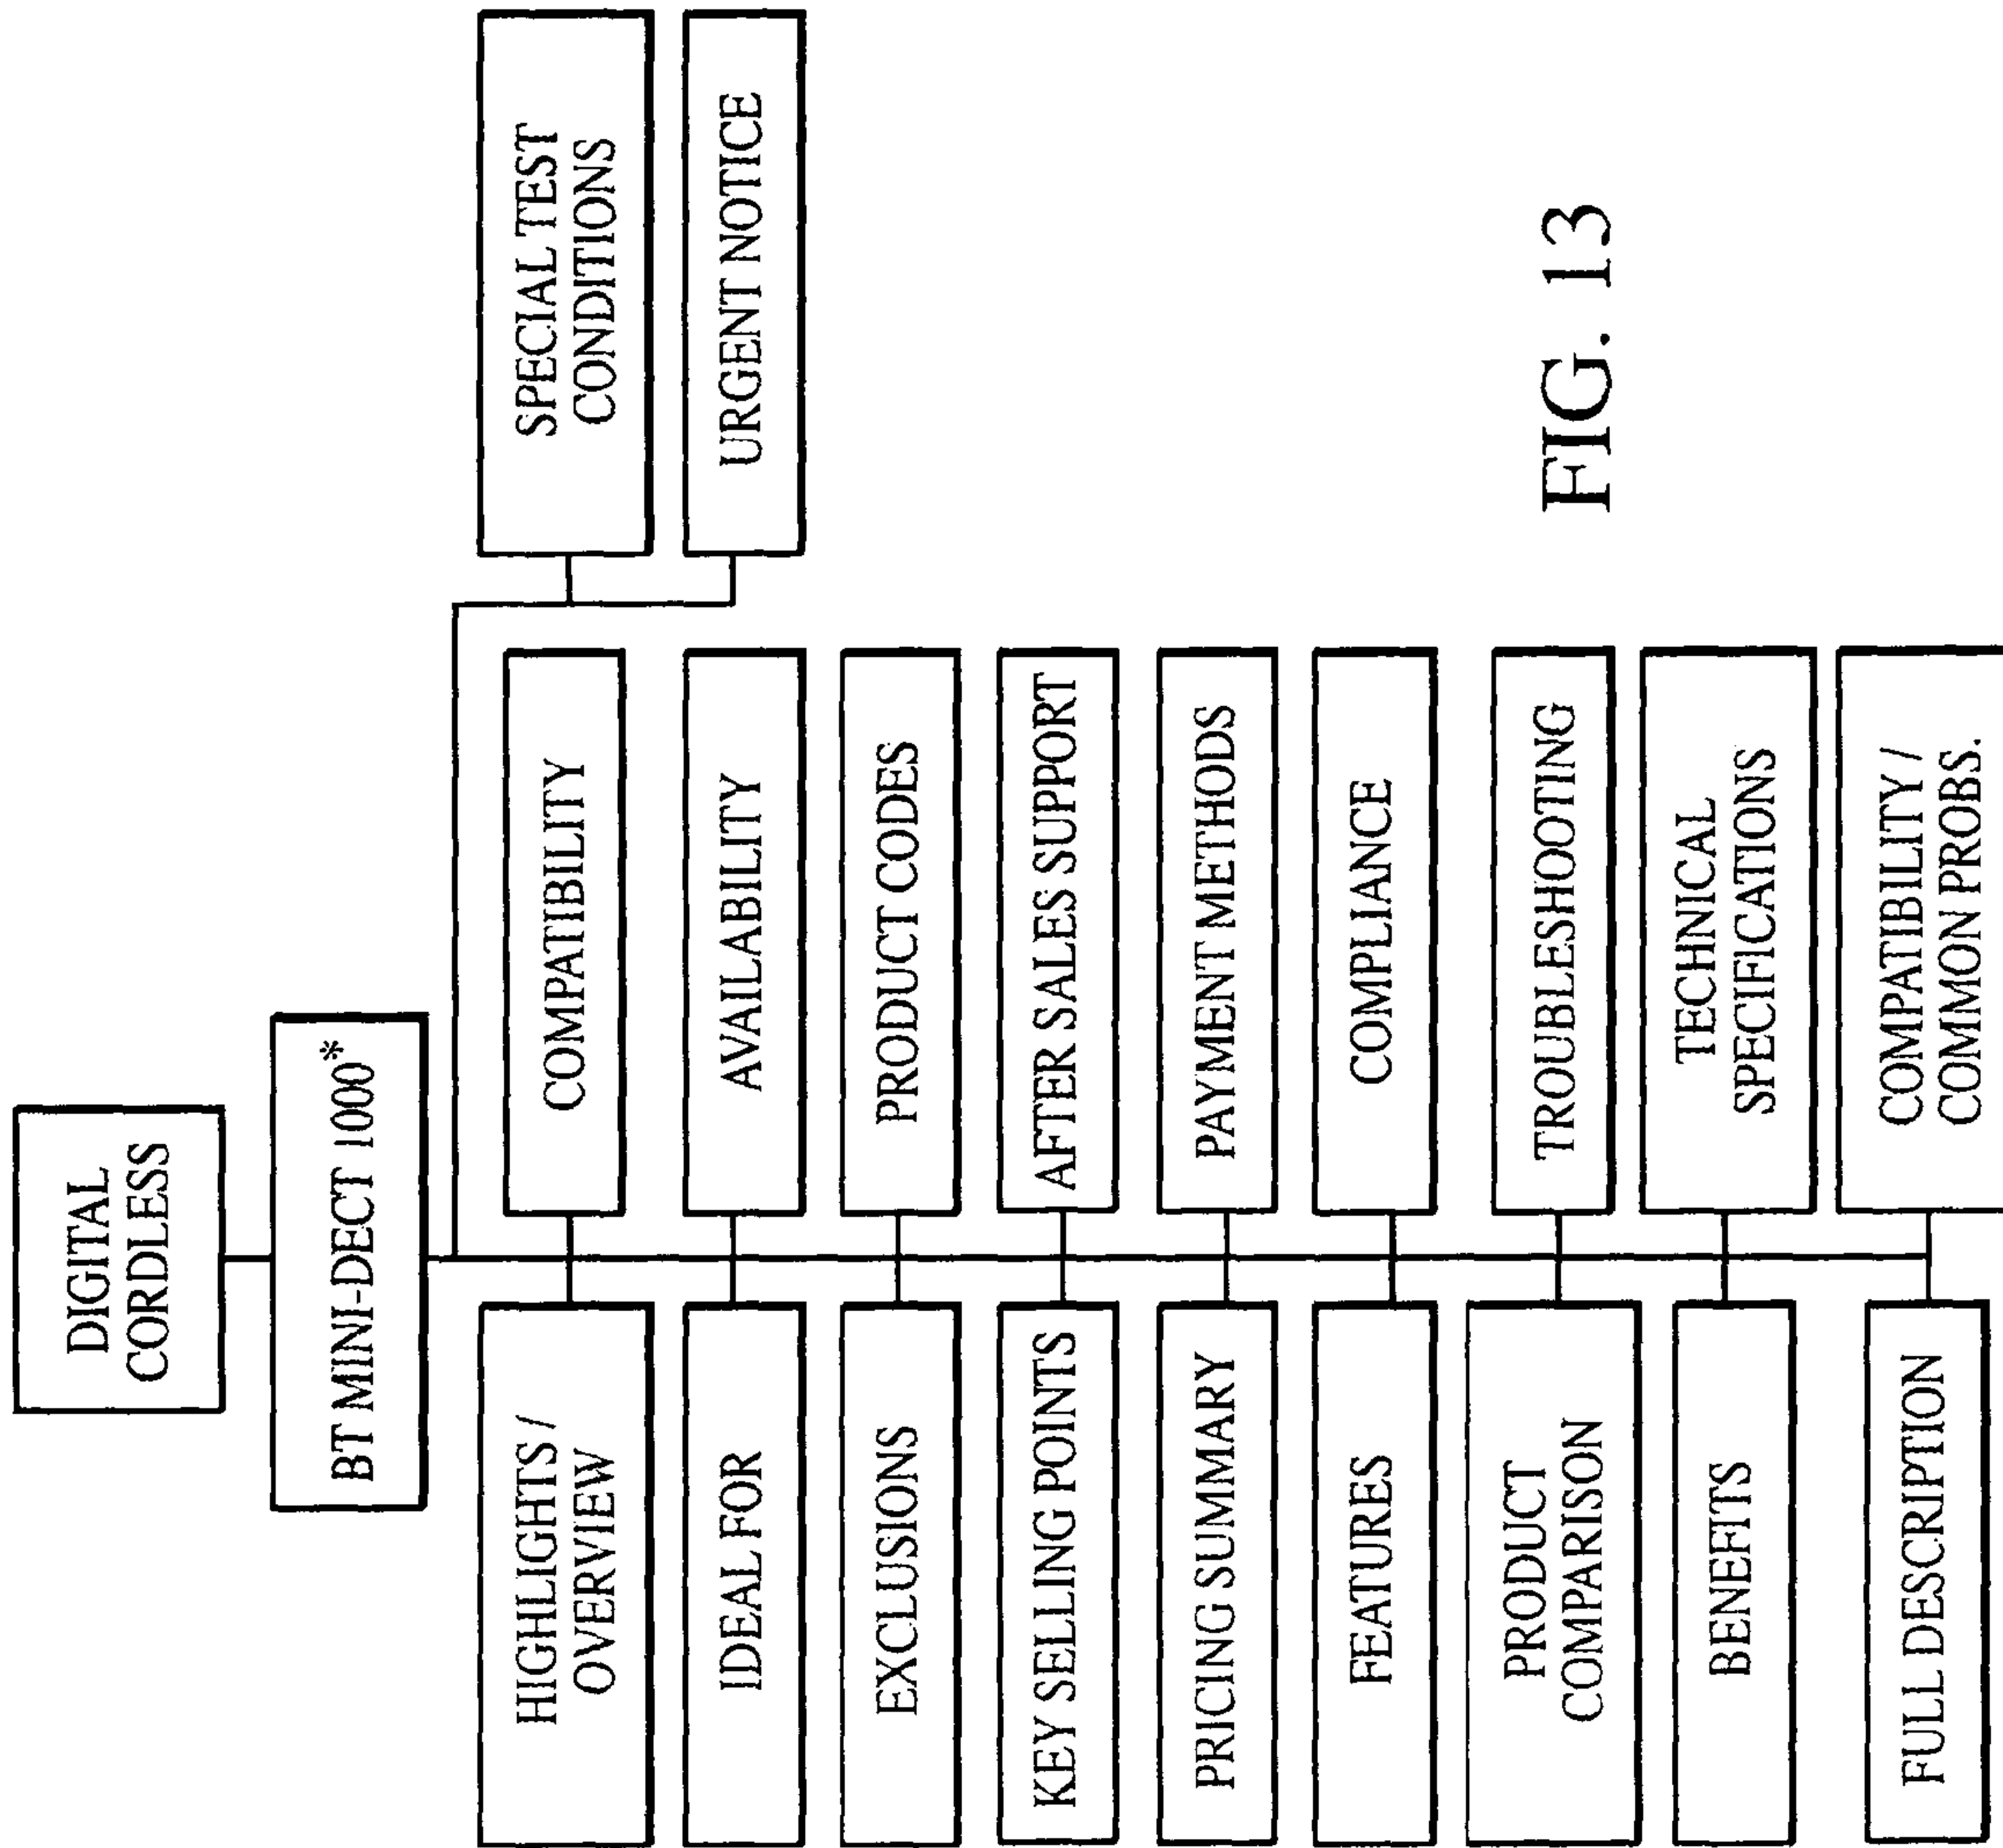 DIGITAL
CORDLESS
BT MINI-DECT 1000*
HIGHLIGHTS /
OVERVIEW
IDEAL FOR
EXCLUSIONS
KEY SELLING POINTS
PRICING SUMMARY
FEATURES
PRODUCT
COMPARISON
BENEFITS
FULL DESCRIPTION
COMPATIBILITY
AVAILABILITY
PRODUCT CODES
AFTER SALES SUPPORT
PAYMENT METHODS
COMPLIANCE
TROUBLESHOOTING
TECHNICAL
SPECIFICATIONS
COMPATIBILITY /
COMMON PROBS.
SPECIAL TEST
CONDITIONS
URGENT NOTICE
FIG. 13